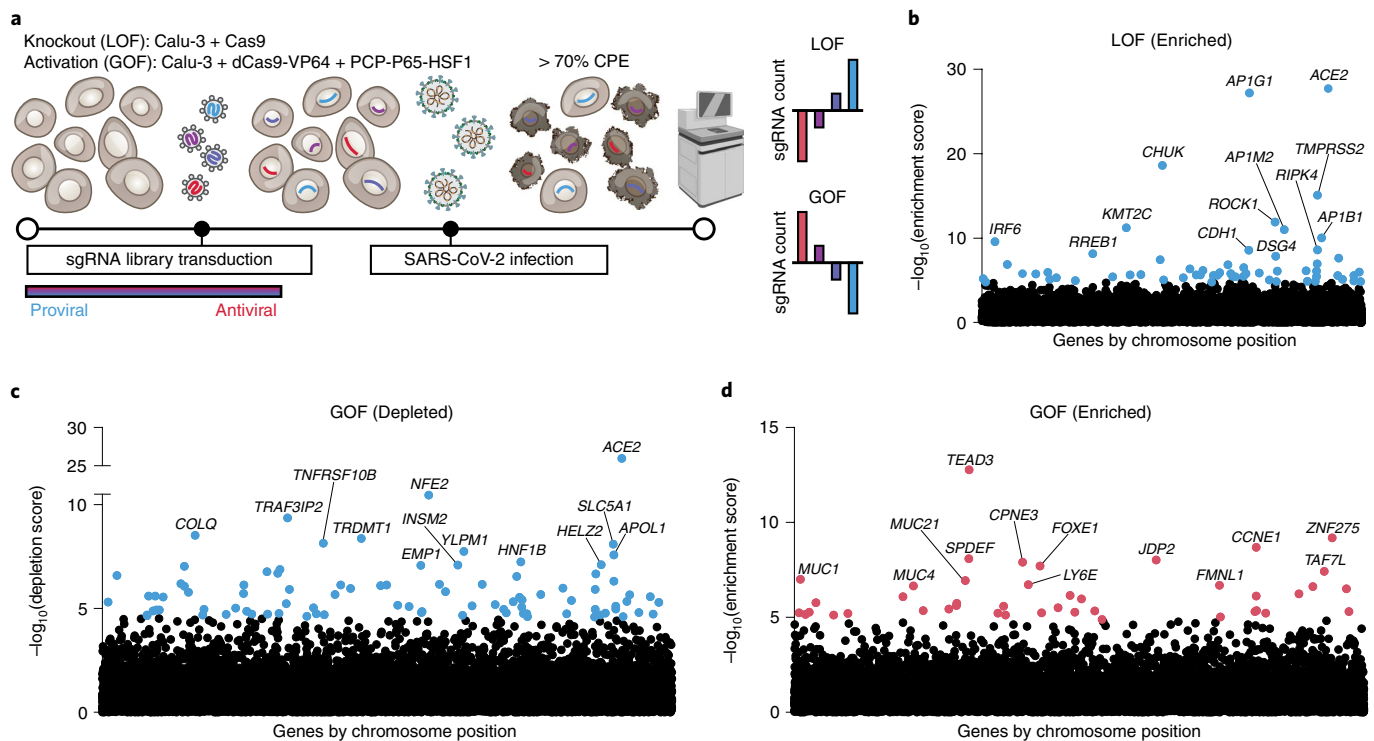 a
Knockout (LOF): Calu-3 + Cas9
Activation (GOF): Calu-3 + dCas9-VP64 + PCP-P65-HSF1
> 70% CPE
sgRNA library transduction
SARS-CoV-2 infection
Proviral
Antiviral
LOF
sgRNA count
GOF
sgRNA count
b
LOF (Enriched)
–log10(enrichment score)
30
20
10
0
AP1G1
ACE2
CHUK
AP1M2
TMPRSS2
RIPK4
ROCK1
KMT2C
AP1B1
IRF6
RREB1
CDH1
DSG4
Genes by chromosome position
c
GOF (Depleted)
–log10(depletion score)
30
25
10
5
0
ACE2
TNFRSF10B
NFE2
TRAF3IP2
SLC5A1
COLQ
TRDMT1
INSM2
HELZ2
APOL1
YLPM1
EMP1
HNF1B
Genes by chromosome position
d
GOF (Enriched)
–log10(enrichment score)
15
10
5
0
TEAD3
MUC21
CPNE3
FOXE1
ZNF275
SPDEF
JDP2
CCNE1
MUC1
MUC4
LY6E
FMNL1
TAF7L
Genes by chromosome position